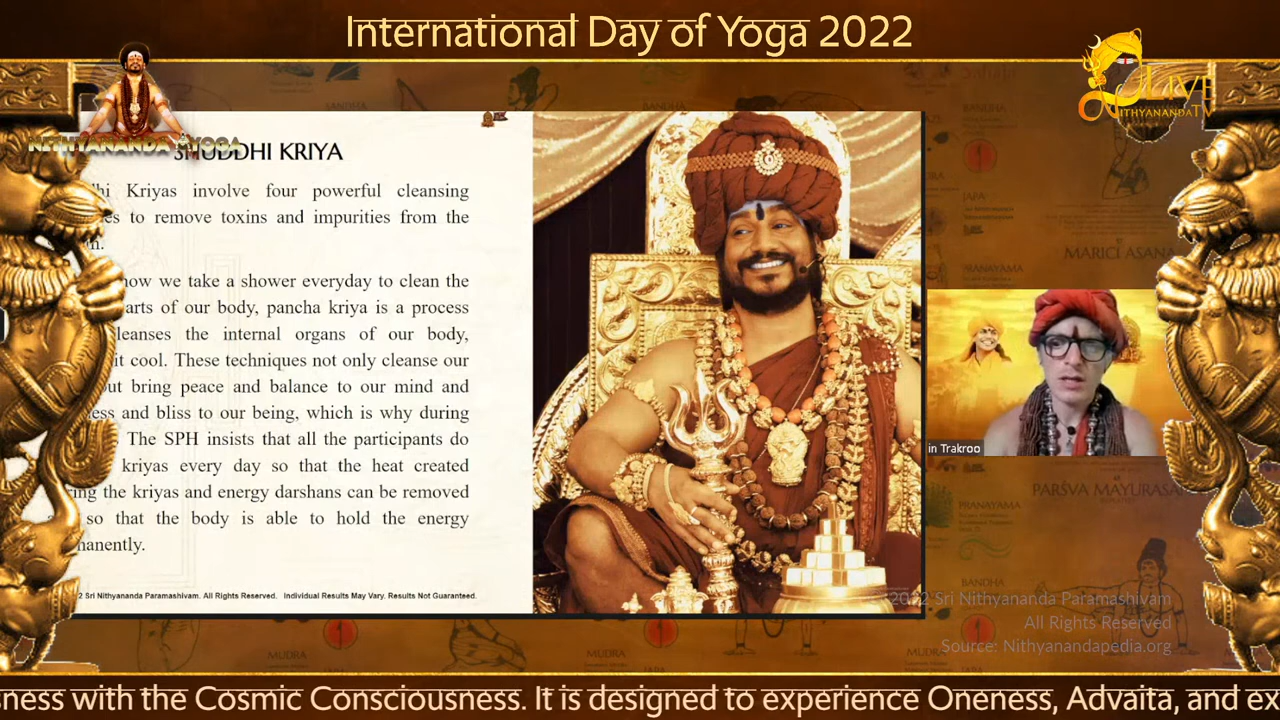 International Day of Yoga 2022
LIVE
NITHYANANDA TV
NITHYANANDA YOGA
SHUDDHI KRIYA
Kriyas involve four powerful cleansing
to remove toxins and impurities from the
how we take a shower everyday to clean the
of our body, pancha kriya is a process
cleanses the internal organs of our body,
it cool. These techniques not only cleanse our
but bring peace and balance to our mind and
and bliss to our being, which is why during
The SPH insists that all the participants do
kriyas every day so that the heat created
the kriyas and energy darshans can be removed
so that the body is able to hold the energy
2 Sri Nithyananda Paramashivam. All Rights Reserved. Individual Results May Vary. Results Not Guaranteed.
in Trakroo
BANDHA
JAPA
MARICI ASANA
PRANAYAMA
BANDHA
MUDRA
MUDRA
MUDRA
2022 Sri Nithyananda Paramashivam
All Rights Reserved
Source: Nithyanandapedia.org
sness with the Cosmic Consciousness. It is designed to experience Oneness, Advaita, and ex